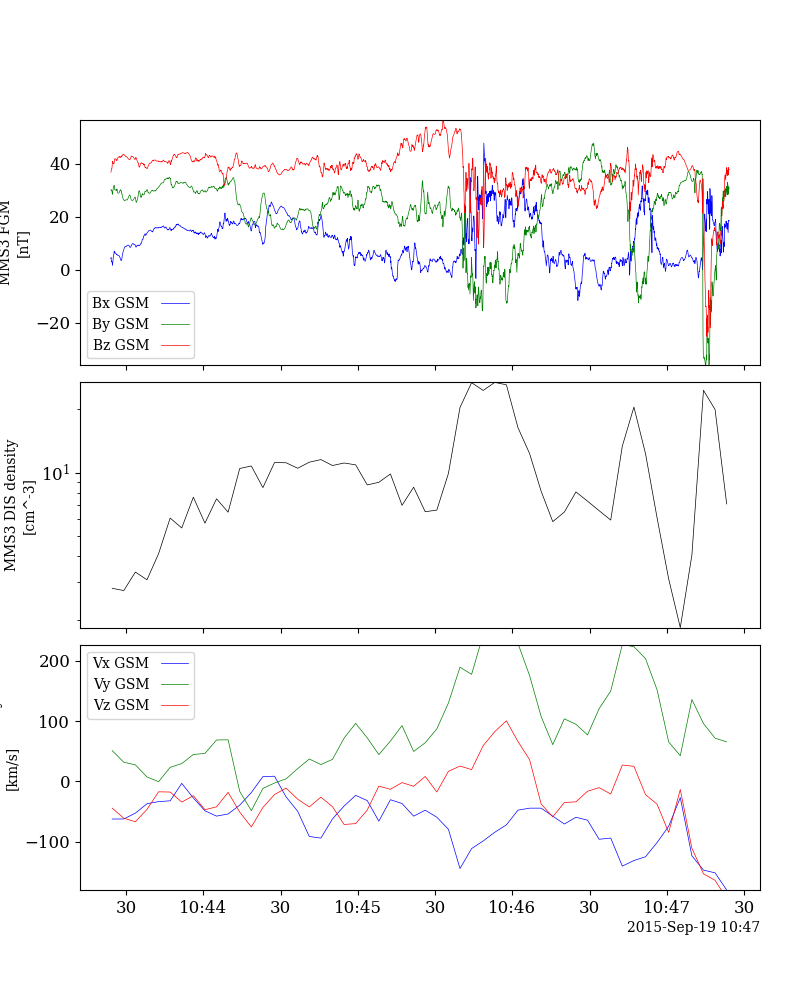 MMS3 FGM
[nT]
40
20
0
−20
Bx GSM
By GSM
Bz GSM
MMS3 DIS density
[cm^-3]
10^1
[km/s]
200
100
0
−100
Vx GSM
Vy GSM
Vz GSM
30 10:44 30 10:45 30 10:46 30 10:47 30
2015-Sep-19 10:47